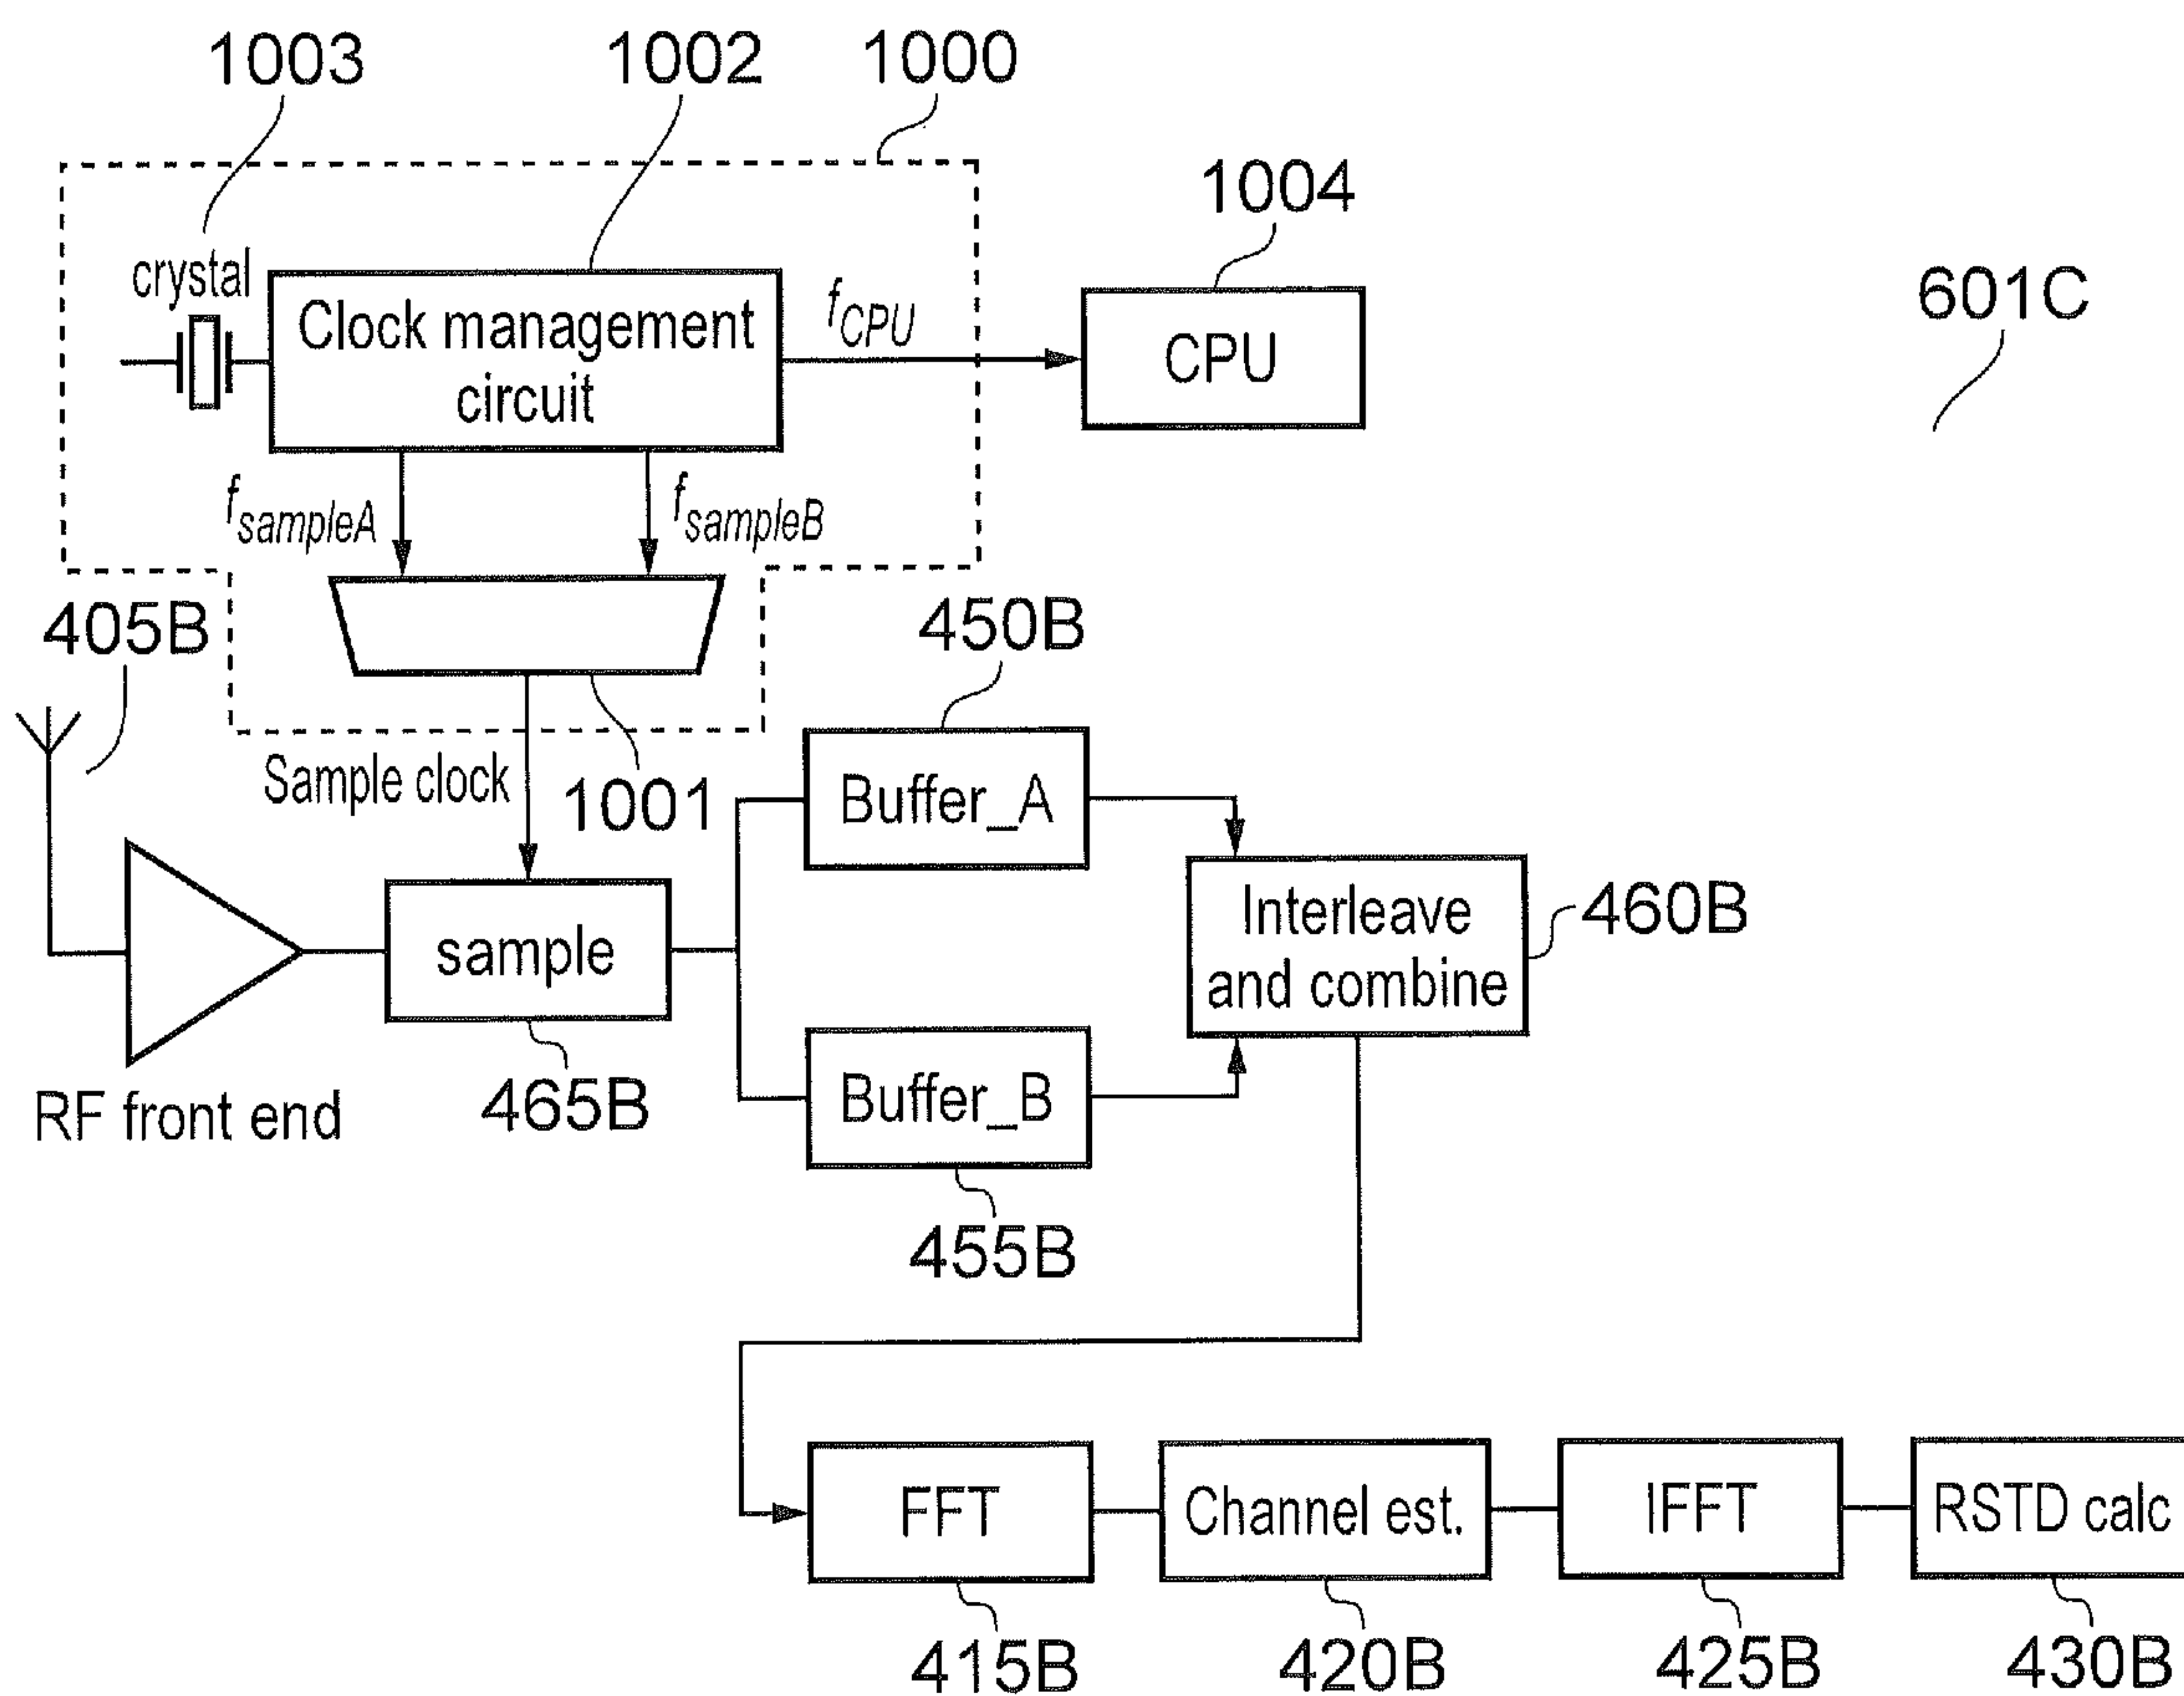 1003
1002
1000
1004
601C
crystal
Clock management
circuit
fCPU
CPU
fsampleA
fsampleB
405B
450B
Sample clock
1001
Buffer_A
Interleave
and combine
460B
sample
RF front end
465B
Buffer_B
455B
FFT
Channel est.
IFFT
RSTD calc
415B
420B
425B
430B